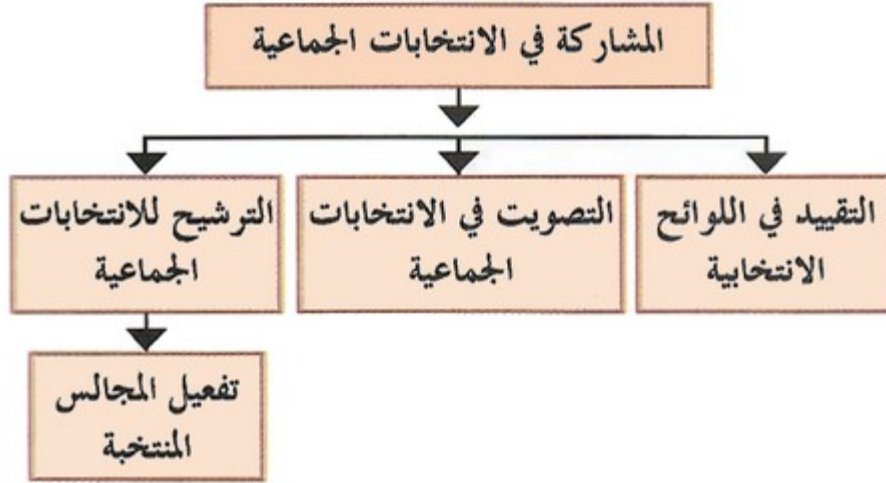 المشاركة في الانتخابات الجماعية
التقييد في اللوائح
الانتخابية
التصويت في الانتخابات
الجماعية
الترشيح للانتخابات
الجماعية
تفعيل المجالس
المنتخبة